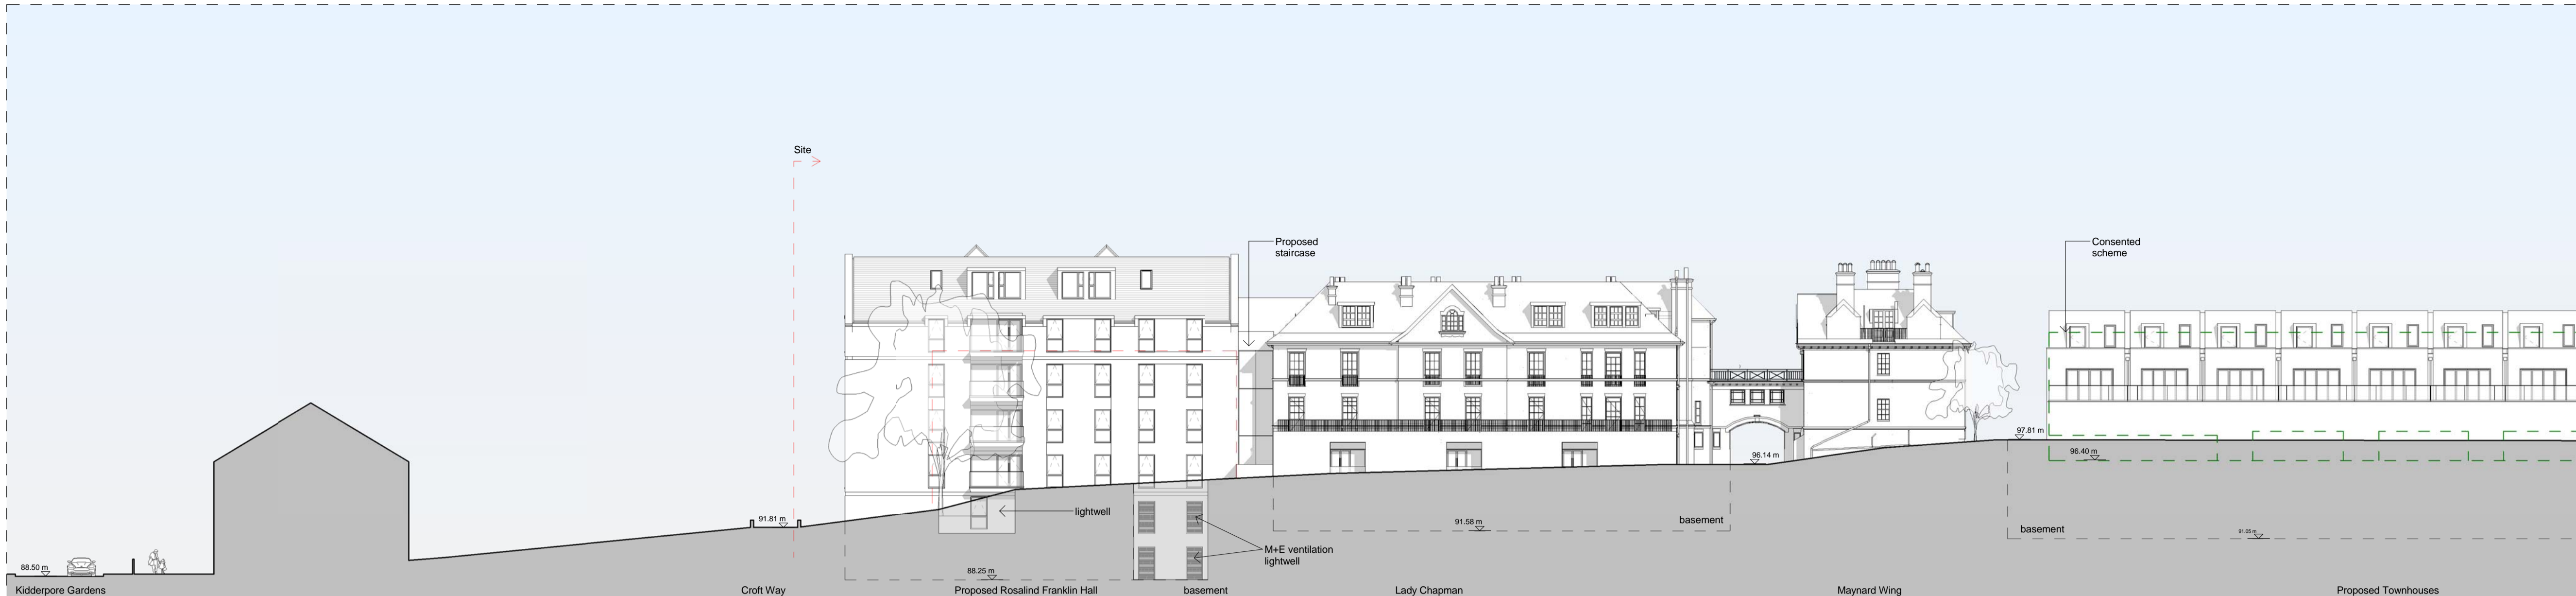 Site
Proposed
staircase
Consented
scheme
97.81 m
96.40 m
96.14 m
91.81 m
lightwell
91.58 m
basement
basement
91.05 m
M+E ventilation
lightwell
88.50 m
88.25 m
Kidderpore Gardens
Croft Way
Proposed Rosalind Franklin Hall
basement
Lady Chapman
Maynard Wing
Proposed Townhouses